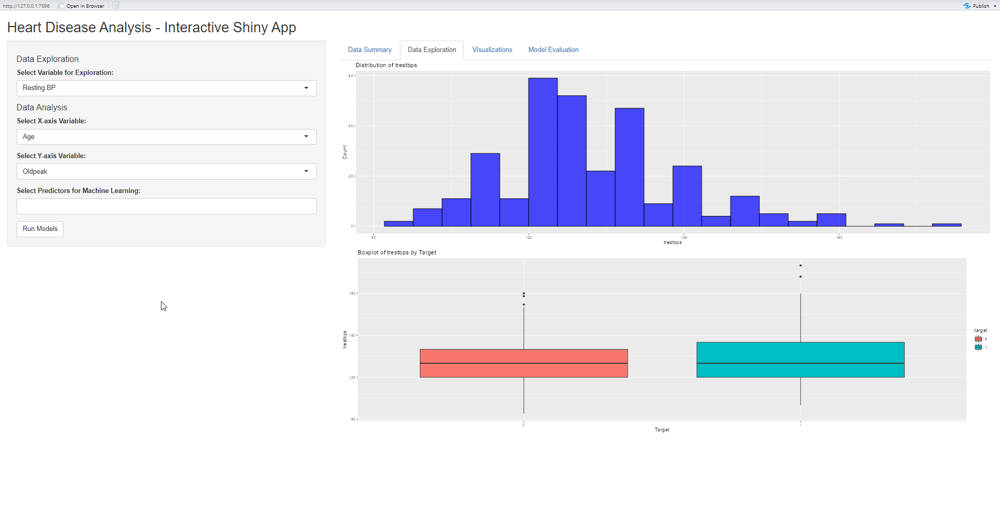 http://127.0.0.1:7596 Open in Browser Publish
Heart Disease Analysis - Interactive Shiny App
Data Exploration
Select Variable for Exploration:
Resting BP
Data Analysis
Select X-axis Variable:
Age
Select Y-axis Variable:
Oldpeak
Select Predictors for Machine Learning:
Run Models
Data Summary Data Exploration Visualizations Model Evaluation
Distribution of trestbps
60
40
20
0
Count
90 120 150 180
trestbps
Boxplot of trestbps by Target
180
150
120
90
trestbps
0 1
Target
target
0
1